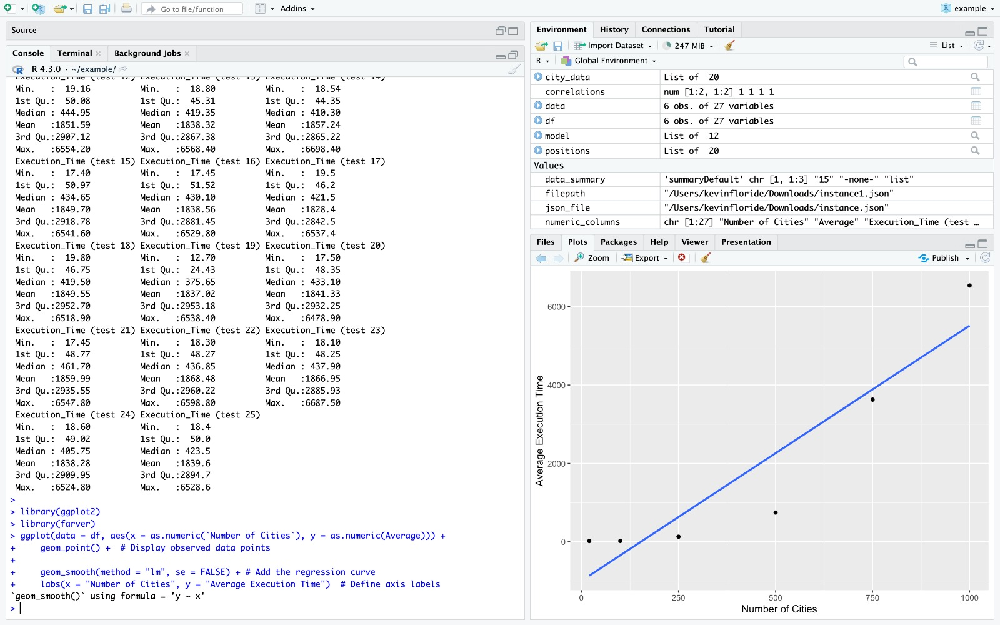 Go to file/function
Addins
example
Source
Console Terminal Background Jobs
R 4.3.0 · ~/example/
Execution_Time (test 12) Execution_Time (test 13) Execution_Time (test 14)
Min.   :  19.16          Min.   :  18.80          Min.   :  18.54
1st Qu.:  50.08          1st Qu.:  45.31          1st Qu.:  44.35
Median : 444.95          Median : 419.35          Median : 410.30
Mean   :1851.59          Mean   :1838.32          Mean   :1857.24
3rd Qu.:2907.12          3rd Qu.:2867.38          3rd Qu.:2865.22
Max.   :6554.20          Max.   :6568.40          Max.   :6698.40
Execution_Time (test 15) Execution_Time (test 16) Execution_Time (test 17)
Min.   :  17.40          Min.   :  17.45          Min.   :  19.5
1st Qu.:  50.97          1st Qu.:  51.52          1st Qu.:  46.2
Median : 434.65          Median : 430.10          Median : 421.5
Mean   :1849.70          Mean   :1838.56          Mean   :1828.4
3rd Qu.:2918.78          3rd Qu.:2881.45          3rd Qu.:2842.5
Max.   :6541.60          Max.   :6529.80          Max.   :6537.4
Execution_Time (test 18) Execution_Time (test 19) Execution_Time (test 20)
Min.   :  19.80          Min.   :  12.70          Min.   :  17.50
1st Qu.:  46.75          1st Qu.:  24.43          1st Qu.:  48.35
Median : 419.50          Median : 375.65          Median : 433.10
Mean   :1849.55          Mean   :1837.02          Mean   :1841.33
3rd Qu.:2952.70          3rd Qu.:2953.18          3rd Qu.:2932.25
Max.   :6518.90          Max.   :6538.40          Max.   :6478.90
Execution_Time (test 21) Execution_Time (test 22) Execution_Time (test 23)
Min.   :  17.45          Min.   :  18.30          Min.   :  18.10
1st Qu.:  48.77          1st Qu.:  48.27          1st Qu.:  48.25
Median : 461.70          Median : 436.85          Median : 437.90
Mean   :1859.99          Mean   :1868.48          Mean   :1866.95
3rd Qu.:2935.55          3rd Qu.:2960.22          3rd Qu.:2885.93
Max.   :6547.80          Max.   :6598.80          Max.   :6687.50
Execution_Time (test 24) Execution_Time (test 25)
Min.   :  18.60          Min.   :  18.4
1st Qu.:  49.02          1st Qu.:  50.0
Median : 405.75          Median : 423.5
Mean   :1838.28          Mean   :1839.6
3rd Qu.:2909.95          3rd Qu.:2894.7
Max.   :6524.80          Max.   :6528.6
>
> library(ggplot2)
> library(farver)
> ggplot(data = df, aes(x = as.numeric(`Number of Cities`), y = as.numeric(Average))) +
+     geom_point() +  # Display observed data points
+
+     geom_smooth(method = "lm", se = FALSE) + # Add the regression curve
+     labs(x = "Number of Cities", y = "Average Execution Time")  # Define axis labels
`geom_smooth()` using formula = 'y ~ x'
>
Environment History Connections Tutorial
Import Dataset 247 MiB List
R Global Environment
city_data List of  20
correlations num [1:2, 1:2] 1 1 1 1
data 6 obs. of 27 variables
df 6 obs. of 27 variables
model List of  12
positions List of  20
Values
data_summary 'summaryDefault' chr [1, 1:3] "15" "-none-" "list"
filepath "/Users/kevinfloride/Downloads/instance1.json"
json_file "/Users/kevinfloride/Downloads/instance.json"
numeric_columns chr [1:27] "Number of Cities" "Average" "Execution_Time (test …
Files Plots Packages Help Viewer Presentation
Zoom Export Publish
6000
4000
2000
0
Average Execution Time
0 250 500 750 1000
Number of Cities